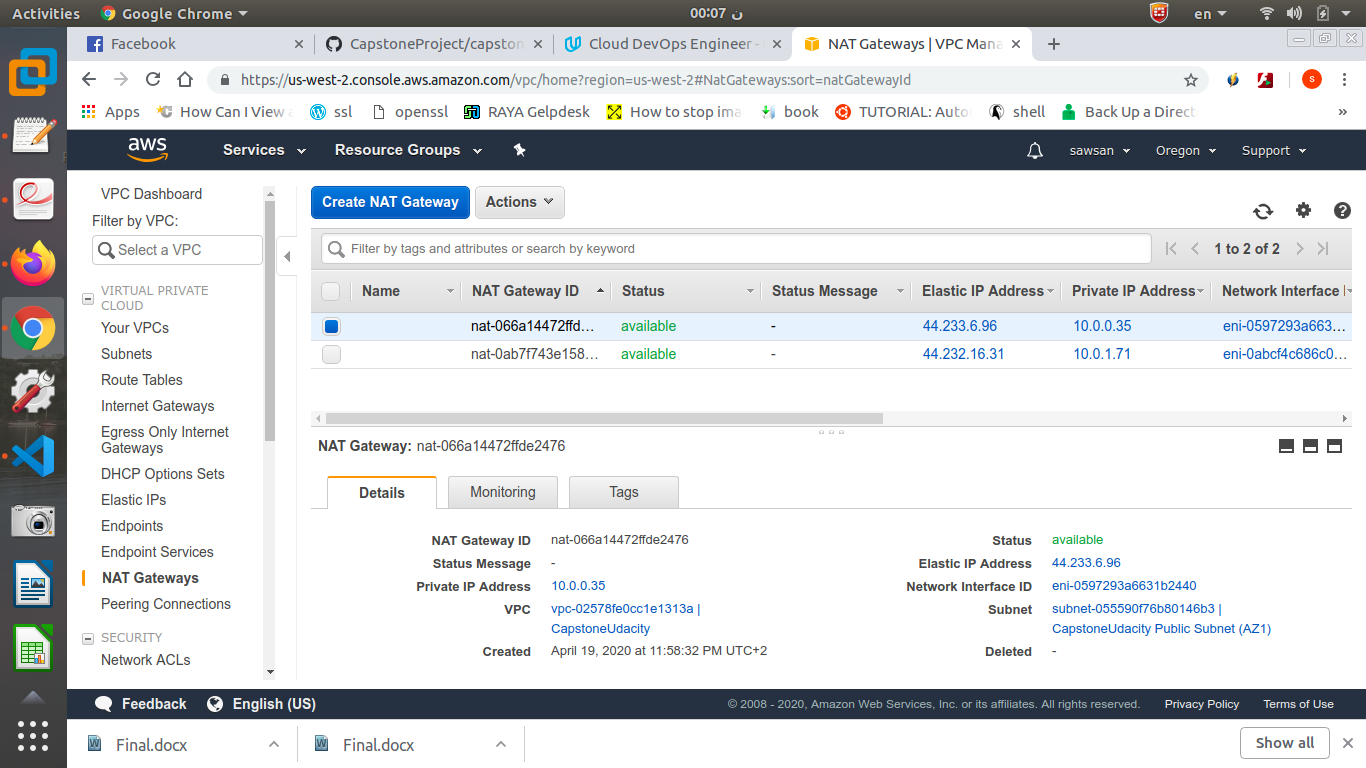 Activities Google Chrome 00:07 ن en
Facebook CapstoneProject/capston Cloud DevOps Engineer - NAT Gateways | VPC Mana
https://us-west-2.console.aws.amazon.com/vpc/home?region=us-west-2#NatGateways:sort=natGatewayId S
Apps How Can I View a ssl openssl RAYA Gelpdesk How to stop ima book TUTORIAL: Auto shell Back Up a Direct »
aws Services Resource Groups sawsan Oregon Support
VPC Dashboard
Filter by VPC:
Select a VPC
VIRTUAL PRIVATE
CLOUD
Your VPCs
Subnets
Route Tables
Internet Gateways
Egress Only Internet
Gateways
DHCP Options Sets
Elastic IPs
Endpoints
Endpoint Services
NAT Gateways
Peering Connections
SECURITY
Network ACLs
Create NAT Gateway Actions
Filter by tags and attributes or search by keyword 1 to 2 of 2
Name NAT Gateway ID Status Status Message Elastic IP Address Private IP Address Network Interface
nat-066a14472ffd... available - 44.233.6.96 10.0.0.35 eni-0597293a663...
nat-0ab7f743e158... available - 44.232.16.31 10.0.1.71 eni-0abcf4c686c0...
NAT Gateway: nat-066a14472ffde2476
Details Monitoring Tags
NAT Gateway ID nat-066a14472ffde2476 Status available
Status Message - Elastic IP Address 44.233.6.96
Private IP Address 10.0.0.35 Network Interface ID eni-0597293a6631b2440
VPC vpc-02578fe0cc1e1313a | Subnet subnet-055590f76b80146b3 |
CapstoneUdacity CapstoneUdacity Public Subnet (AZ1)
Created April 19, 2020 at 11:58:32 PM UTC+2 Deleted -
Feedback English (US) © 2008 - 2020, Amazon Web Services, Inc. or its affiliates. All rights reserved. Privacy Policy Terms of Use
Final.docx Final.docx Show all